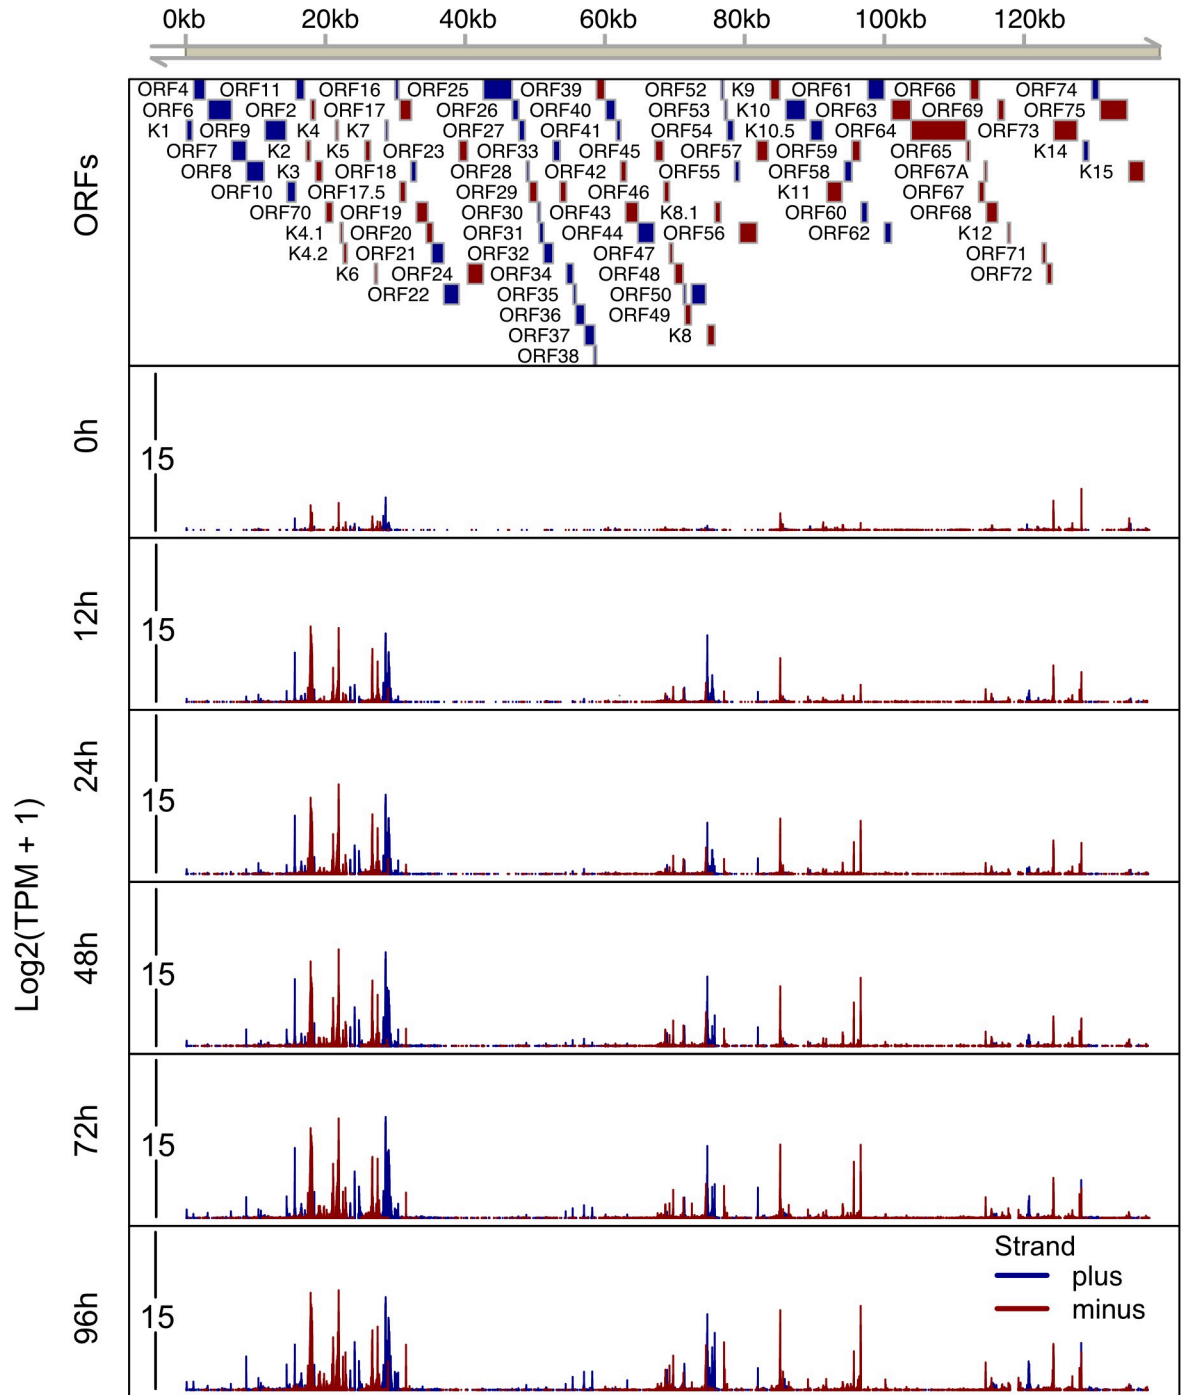 0kb 20kb 40kb 60kb 80kb 100kb 120kb
ORF4 ORF11 ORF16 ORF25 ORF39 ORF52 K9 ORF61 ORF66 ORF74
ORF6 ORF2 ORF17 ORF26 ORF40 ORF53 K10 ORF63 ORF69 ORF75
K1 ORF9 K4 K7 ORF27 ORF41 ORF54 K10.5 ORF64 ORF73
ORF7 K2 K5 ORF23 ORF33 ORF45 ORF57 ORF59 ORF65 K14
ORF8 K3 ORF18 ORF28 ORF42 ORF55 ORF58 ORF67A K15
ORF10 ORF17.5 ORF29 ORF46 K11 ORF67
ORF70 ORF19 ORF30 ORF43 K8.1 ORF60 ORF68
K4.1 ORF20 ORF31 ORF44 ORF56 ORF62 K12
K4.2 ORF21 ORF32 ORF47 ORF71
K6 ORF24 ORF34 ORF48 ORF72
ORF22 ORF35 ORF50
ORF36 ORF49
ORF37 K8
ORF38
ORFs
0h
15
12h
15
24h
15
48h
15
72h
15
96h
15
Log2(TPM + 1)
Strand
plus
minus